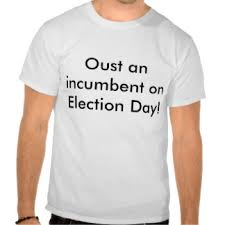 Oust an
incumbent on
Election Day!